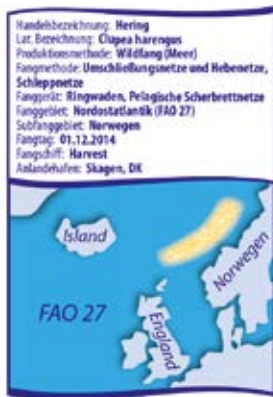 Handelsbezeichnung: Hering
Lat. Bezeichnung: Clupea harengus
Produktionsmethode: Wildfang (Meer)
Fangmethode: Umschließungsnetze und Hebenetze,
Schleppnetze
Fanggerät: Ringwaden, Pelagische Scherbrettnetze
Fanggebiet: Nordostatlantik (FAO 27)
Subfanggebiet: Norwegen
Fangtag: 01.12.2014
Fangschiff: Harvest
Anlandehafen: Skagen, DK
Island
Norwegen
FAO 27
England